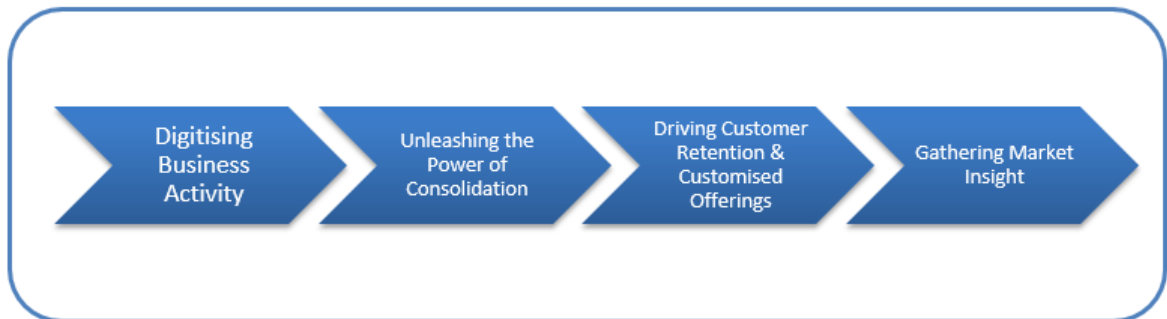 Digitising
Business
Activity
Unleashing the
Power of
Consolidation
Driving Customer
Retention &
Customised
Offerings
Gathering Market
Insight